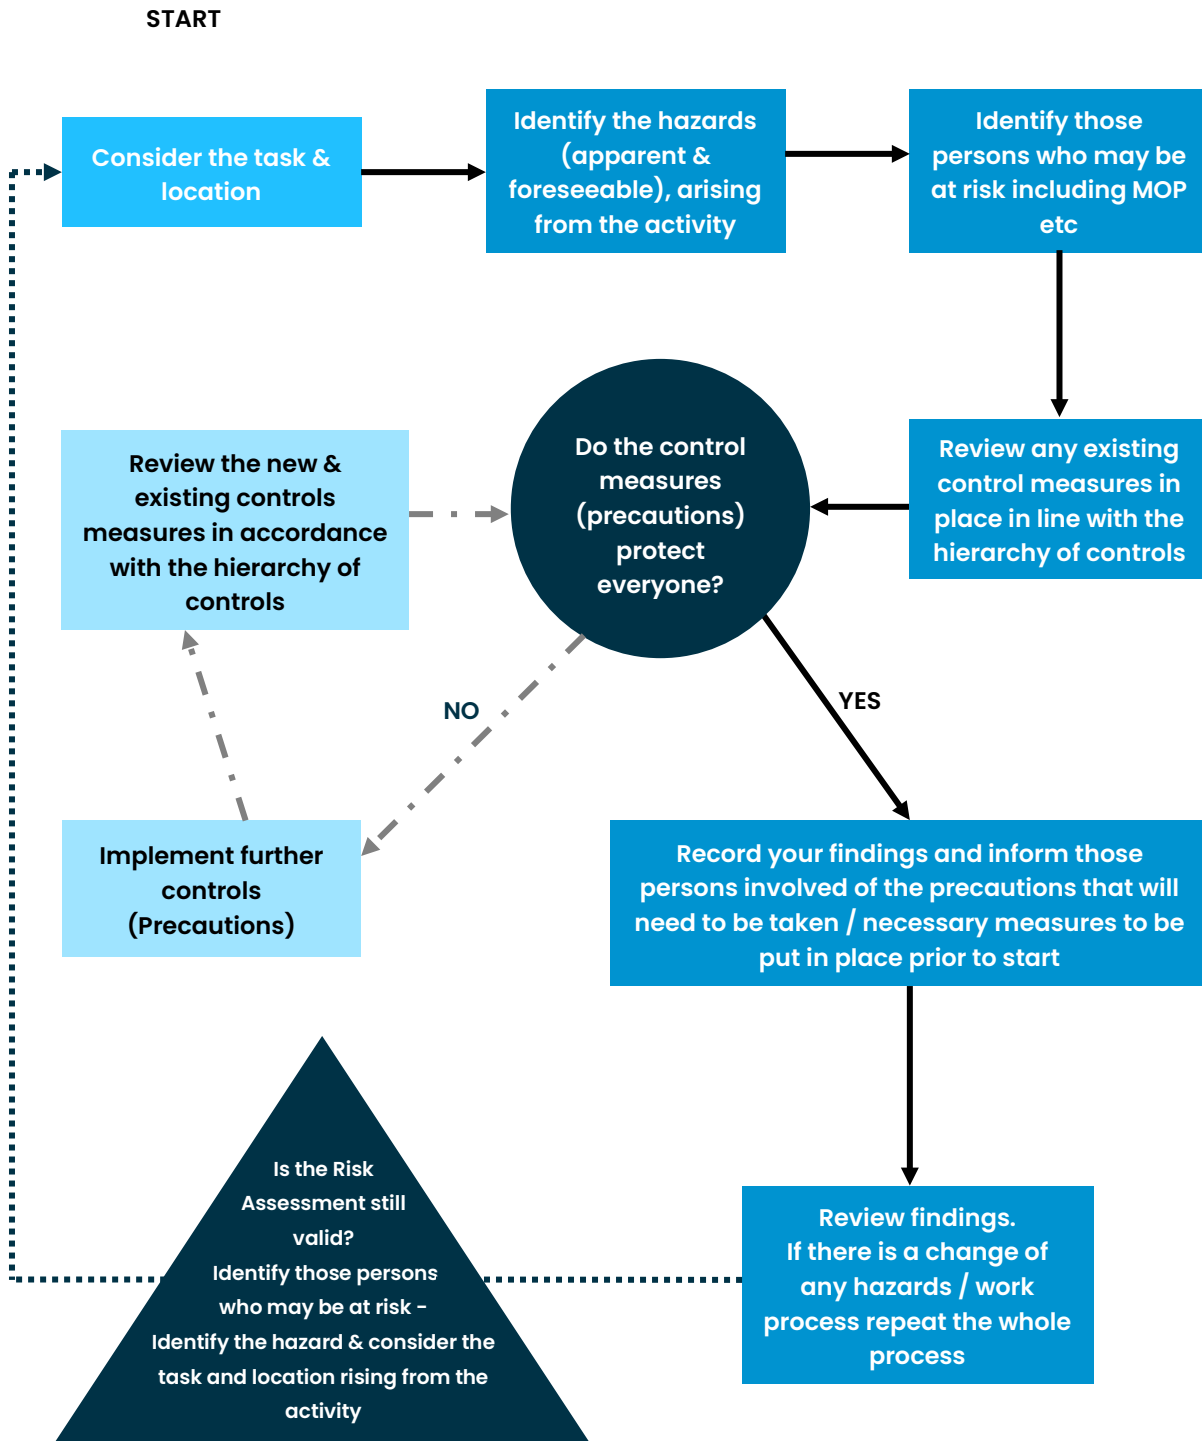 START
Consider the task &
location
Identify the hazards
(apparent &
foreseeable), arising
from the activity
Identify those
persons who may be
at risk including MOP
etc
Review any existing
control measures in
place in line with the
hierarchy of controls
Do the control
measures
(precautions)
protect
everyone?
Review the new &
existing controls
measures in accordance
with the hierarchy of
controls
NO
YES
Implement further
controls
(Precautions)
Record your findings and inform those
persons involved of the precautions that will
need to be taken / necessary measures to be
put in place prior to start
Review findings.
If there is a change of
any hazards / work
process repeat the whole
process
Is the Risk
Assessment still
valid?
Identify those persons
who may be at risk -
Identify the hazard & consider the
task and location rising from the
activity